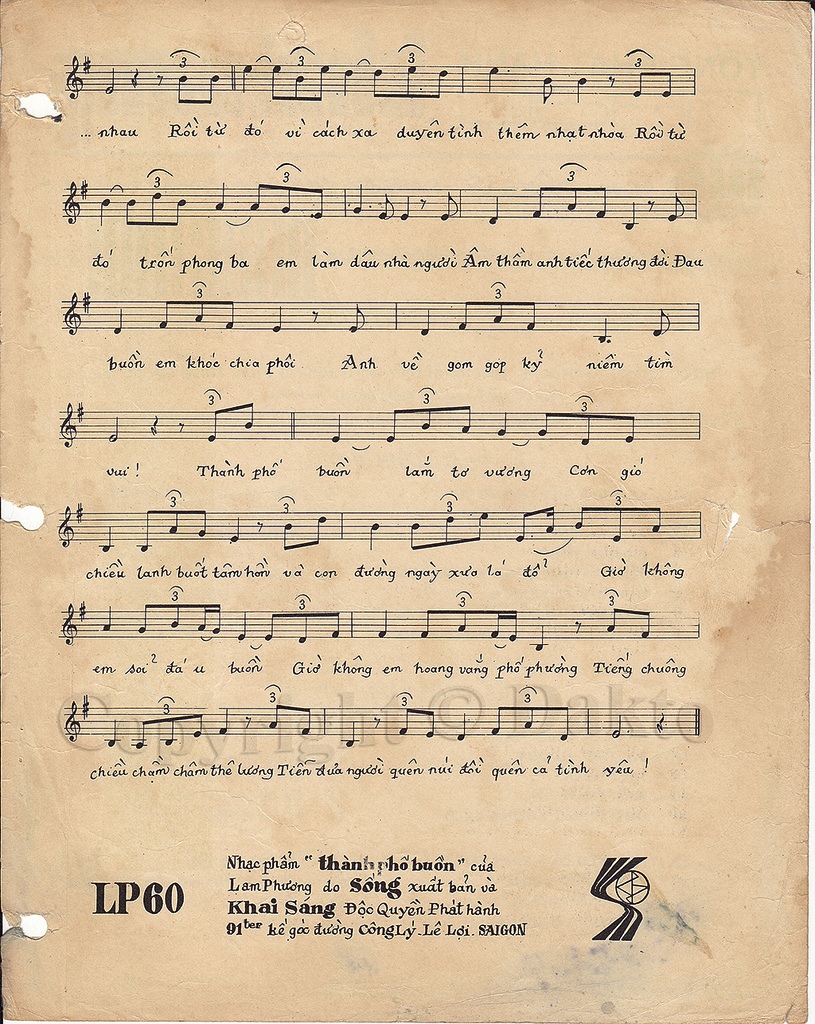 ... nhau Rồi từ đó vì cách xa duyên tình thêm nhạt nhòa Rồi từ
đó trốn phong ba em làm dâu nhà người Âm thầm anh tiếc thương đời Đau
buồn em khóc chia phôi Anh về gom góp kỷ niềm tìm
vui! Thành phố buồn lắm tơ vương Cơn gió
chiều lạnh buốt tâm hồn và con đường ngày xưa lá đổ Giờ không
em sỏi đá u buồn Giờ không em hoang vắng phố phường Tiếng chuông
chiều chầm chậm thê lương Tiễn đưa người quên núi đồi quên cả tình yêu!
Copyright © Dakto
LP60
Nhạc phẩm "thành phố buồn" của
Lam Phương do Sống xuất bản và
Khai Sáng Độc Quyền Phát hành
91ter kế góc đường Công Lý. Lê Lợi. SAIGON